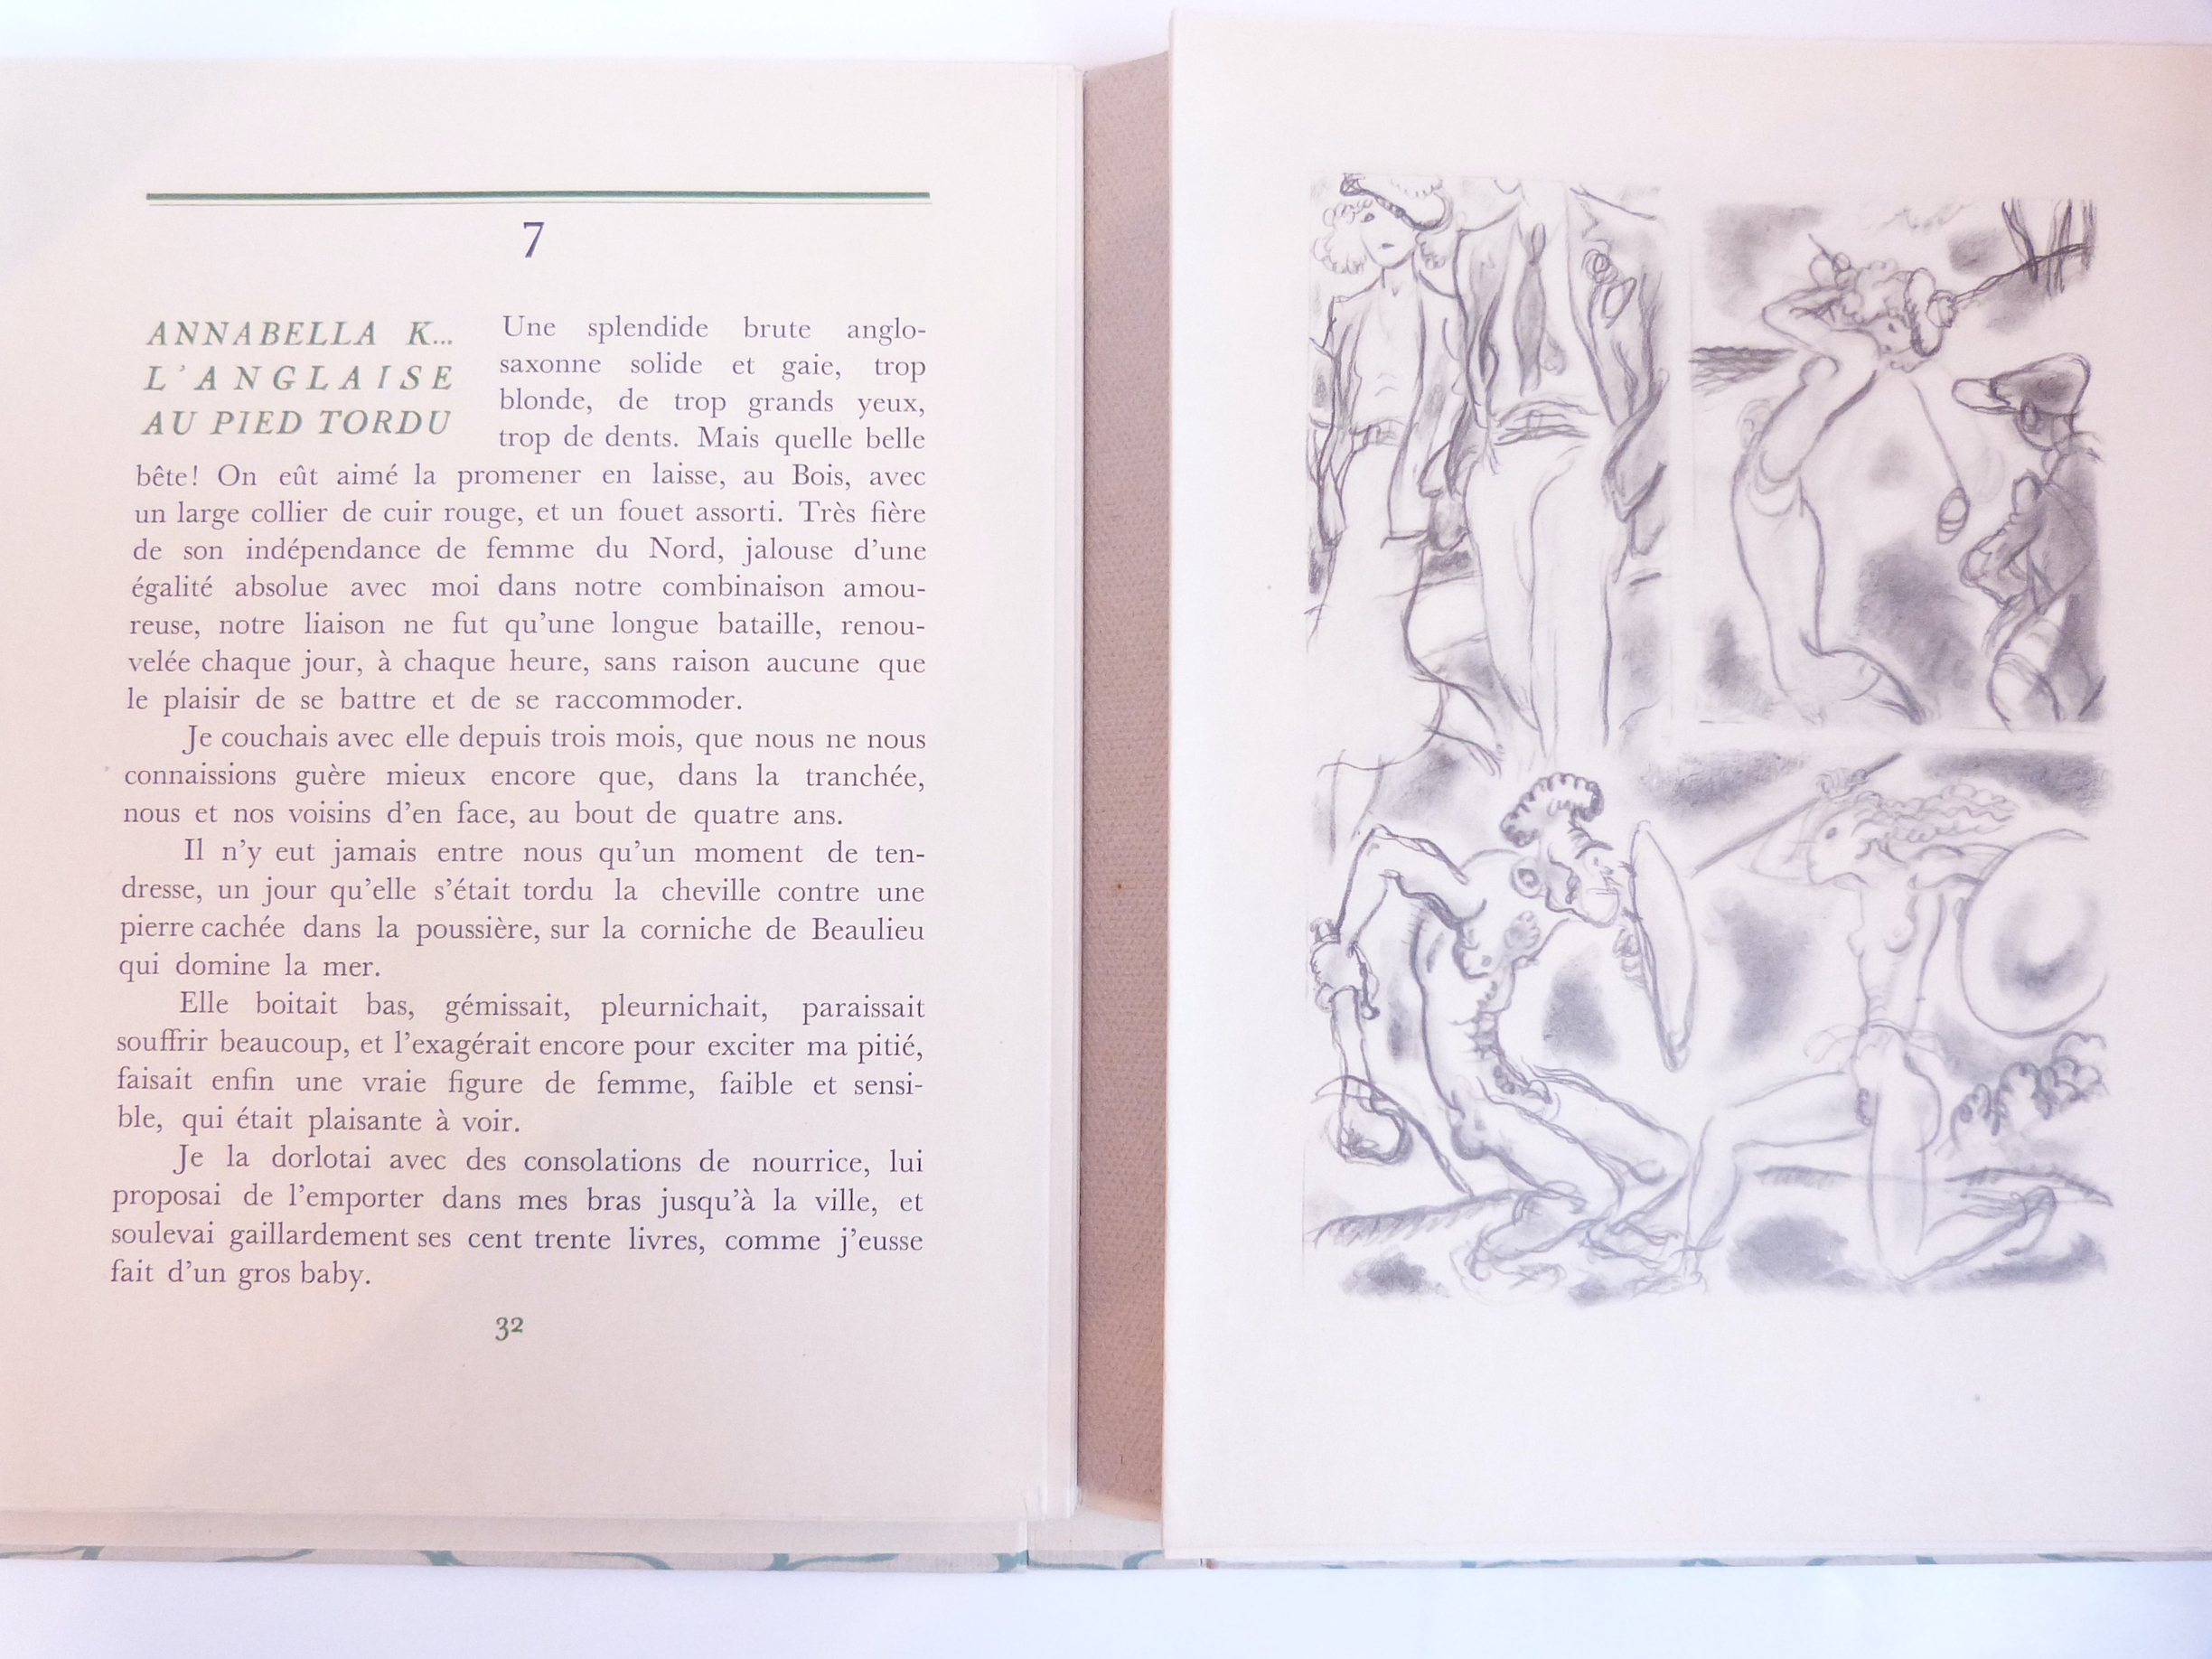 7
ANNABELLA K...
L'ANGLAISE
AU PIED TORDU
Une splendide brute anglo-
saxonne solide et gaie, trop
blonde, de trop grands yeux,
trop de dents. Mais quelle belle
bête! On eût aimé la promener en laisse, au Bois, avec
un large collier de cuir rouge, et un fouet assorti. Très fière
de son indépendance de femme du Nord, jalouse d'une
égalité absolue avec moi dans notre combinaison amou-
reuse, notre liaison ne fut qu'une longue bataille, renou-
velée chaque jour, à chaque heure, sans raison aucune que
le plaisir de se battre et de se raccommoder.
Je couchais avec elle depuis trois mois, que nous ne nous
connaissions guère mieux encore que, dans la tranchée,
nous et nos voisins d'en face, au bout de quatre ans.
Il n'y eut jamais entre nous qu'un moment de ten-
dresse, un jour qu'elle s'était tordu la cheville contre une
pierre cachée dans la poussière, sur la corniche de Beaulieu
qui domine la mer.
Elle boitait bas, gémissait, pleurnichait, paraissait
souffrir beaucoup, et l'exagérait encore pour exciter ma pitié,
faisait enfin une vraie figure de femme, faible et sensi-
ble, qui était plaisante à voir.
Je la dorlotai avec des consolations de nourrice, lui
proposai de l'emporter dans mes bras jusqu'à la ville, et
soulevai gaillardement ses cent trente livres, comme j'eusse
fait d'un gros baby.
32